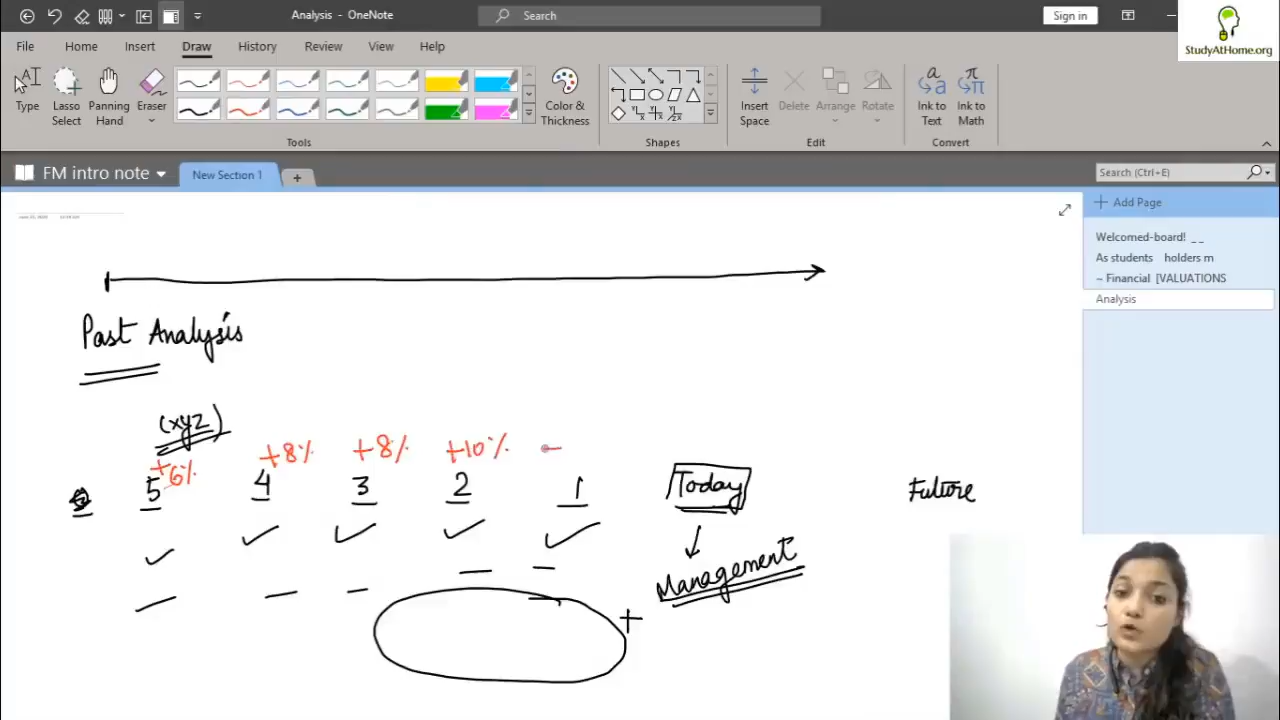 Analysis - OneNote
Search
Sign in
StudyAtHome.org
File Home Insert Draw History Review View Help
Type
Lasso Select
Panning Hand
Eraser
Color & Thickness
Insert Space
Delete
Arrange
Rotate
Ink to Text
Ink to Math
Tools Shapes Edit Convert
FM intro note
New Section 1
Search (Ctrl+E)
Add Page
Welcomed-board! _ _
As students holders m
~ Financial [VALUATIONS
Analysis
Past Analysis
(xyz)
+6% +8% +8% +10%
5 4 3 2 1 Today Future
Management
+